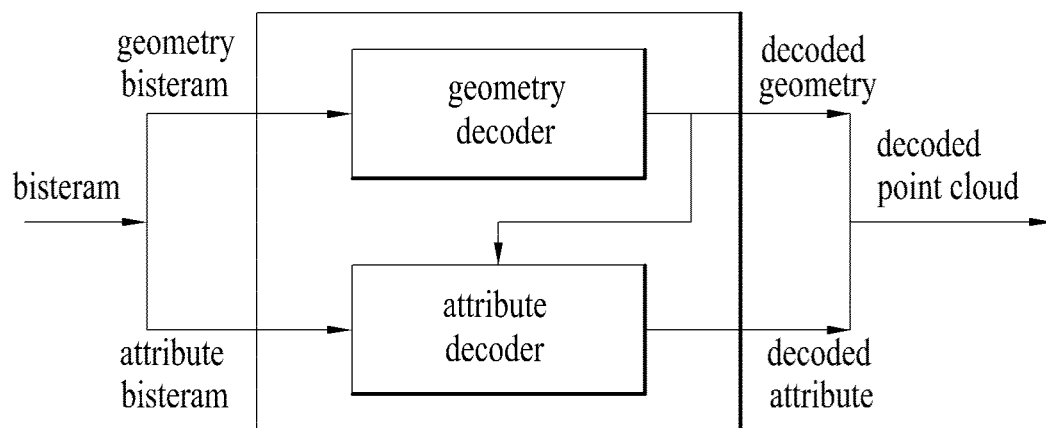 geometry
bisteram
geometry
decoder
decoded
geometry
bisteram
decoded
point cloud
attribute
decoder
attribute
bisteram
decoded
attribute